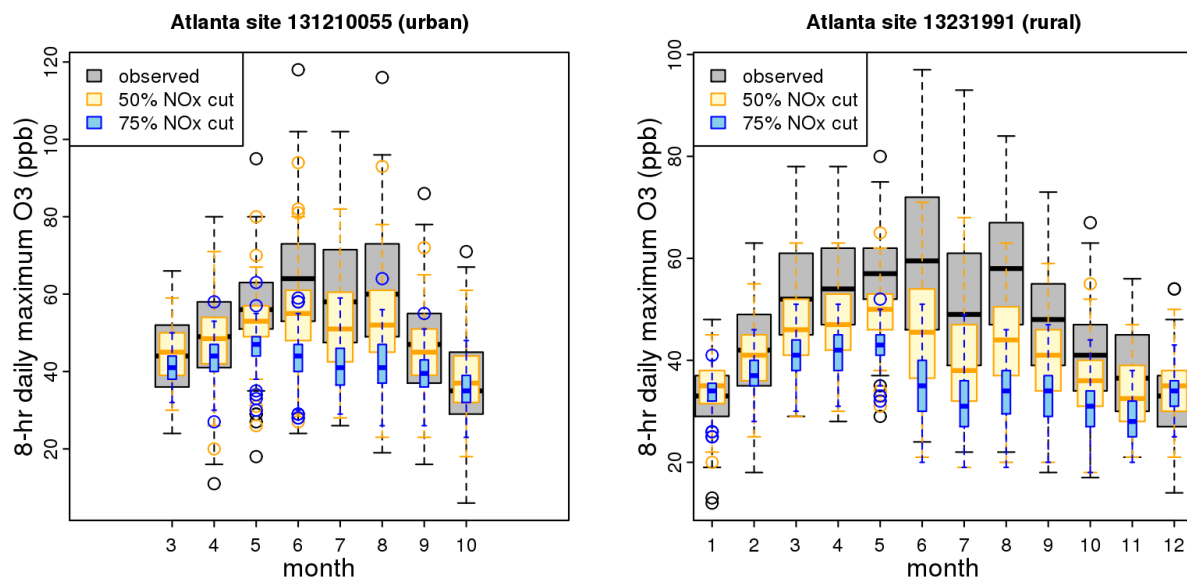 Atlanta site 131210055 (urban)
observed
50% NOx cut
75% NOx cut
8-hr daily maximum O3 (ppb)
20 40 60 80 100 120
3 4 5 6 7 8 9 10
month
Atlanta site 13231991 (rural)
observed
50% NOx cut
75% NOx cut
8-hr daily maximum O3 (ppb)
20 40 60 80 100
1 2 3 4 5 6 7 8 9 10 11 12
month